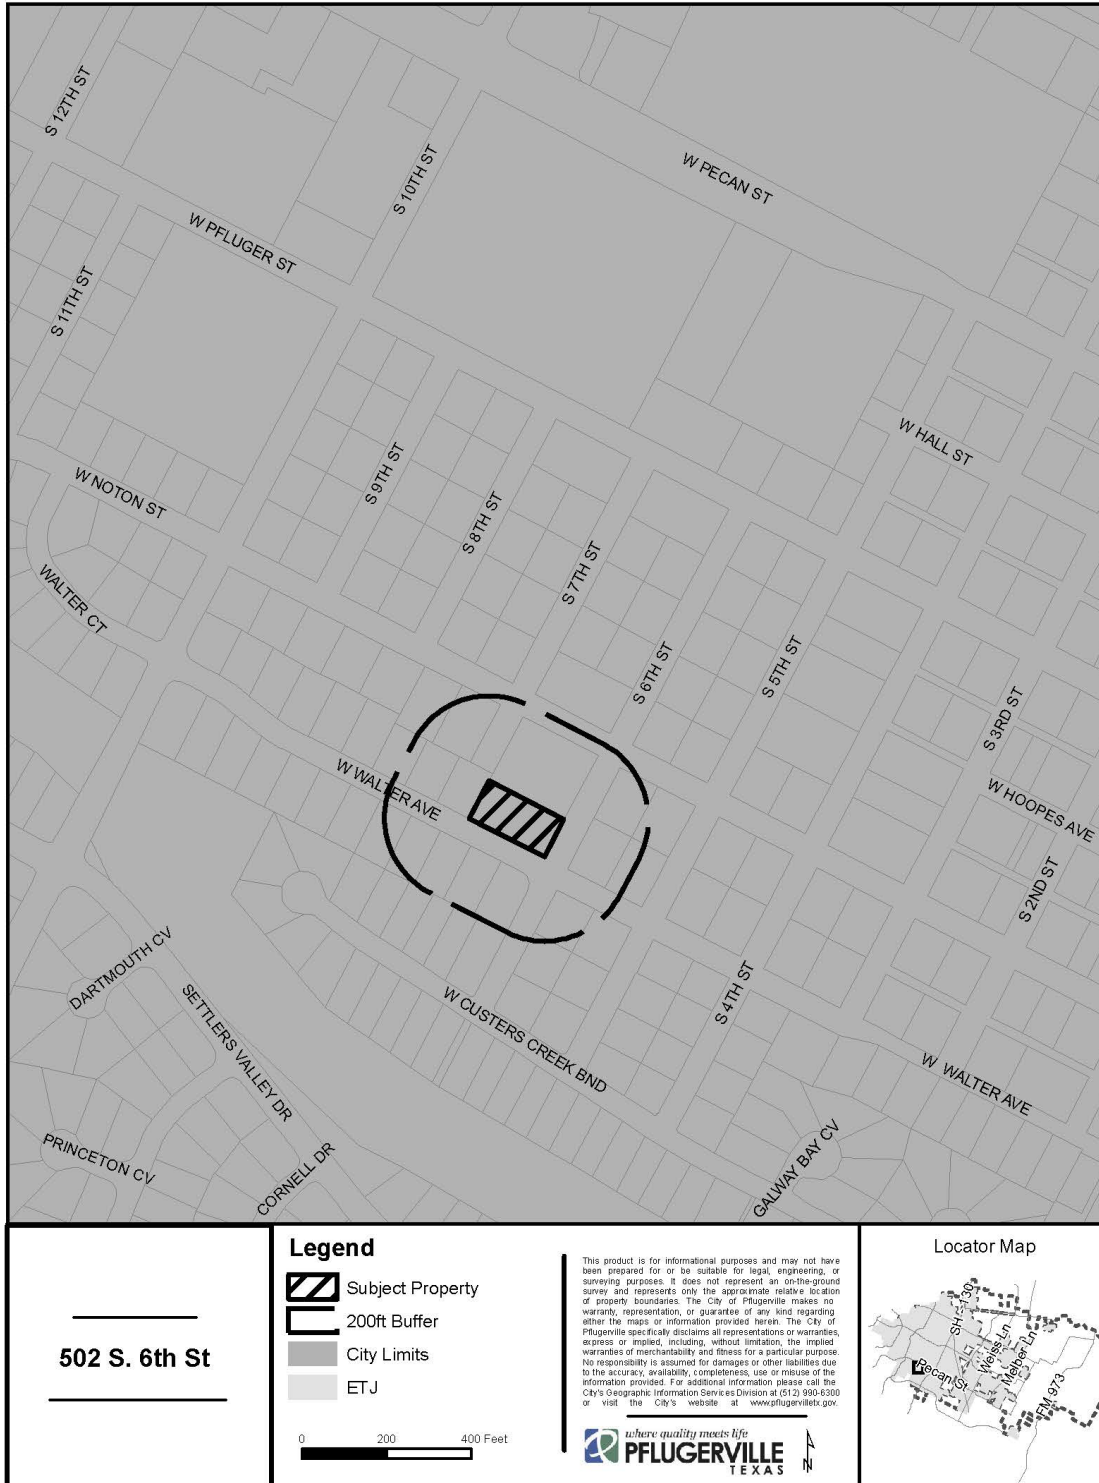 S 12TH ST
S 10TH ST
W PECAN ST
W PFLUGER ST
S 11TH ST
W HALL ST
S 9TH ST
W NOTON ST
S 8TH ST
S 7TH ST
WALTER CT
S 6TH ST
S 5TH ST
S 3RD ST
W WALTER AVE
W HOOPES AVE
S 2ND ST
DARTMOUTH CV
S 4TH ST
SETTLERS VALLEY DR
W CUSTERS CREEK BND
W WALTER AVE
PRINCETON CV
CORNELL DR
GALWAY BAY CV
502 S. 6th St
Legend
Subject Property
200ft Buffer
City Limits
ETJ
0 200 400 Feet
This product is for informational purposes and may not have
been prepared for or be suitable for legal, engineering, or
surveying purposes. It does not represent an on-the-ground
survey and represents only the approximate relative location
of property boundaries. The City of Pflugerville makes no
warranty, representation, or guarantee of any kind regarding
either the maps or information provided herein. The City of
Pflugerville specifically disclaims all representations or warranties,
express or implied, including, without limitation, the implied
warranties of merchantability and fitness for a particular purpose.
No responsibility is assumed for damages or other liabilities due
to the accuracy, availability, completeness, use or misuse of the
information provided. For additional information please call the
City's Geographic Information Services Division at (512) 990-6300
or visit the City's website at www.pflugervilletx.gov.
where quality meets life
PFLUGERVILLE
TEXAS
N
Locator Map
SH - 130
Weiss Ln
Melber Ln
Pecan St
FM 973